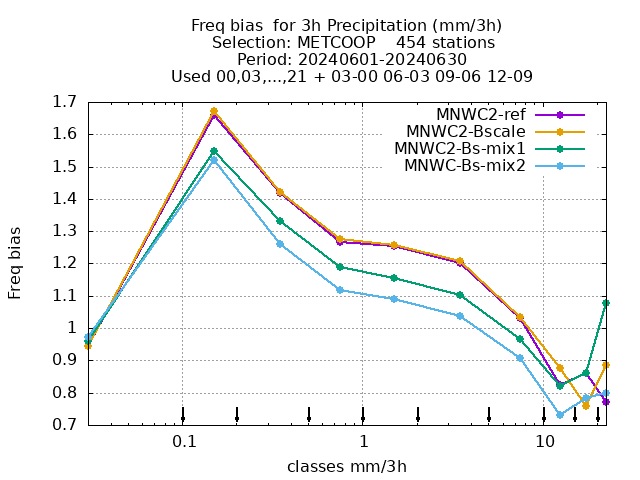 Freq bias  for 3h Precipitation (mm/3h)
Selection: METCOOP    454 stations
Period: 20240601-20240630
Used 00,03,...,21 + 03-00 06-03 09-06 12-09
MNWC2-ref
MNWC2-Bscale
MNWC2-Bs-mix1
MNWC-Bs-mix2
1.7
1.6
1.5
1.4
1.3
1.2
1.1
1
0.9
0.8
0.7
Freq bias
0.1
1
10
classes mm/3h